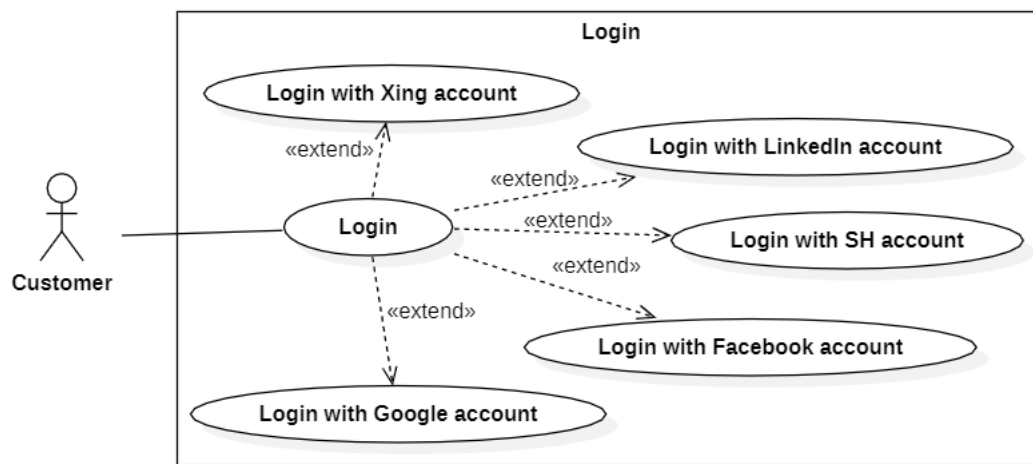 Login
Login with Xing account
«extend»
Login with LinkedIn account
«extend»
Login
«extend»
Login with SH account
«extend»
Customer
«extend»
Login with Facebook account
Login with Google account